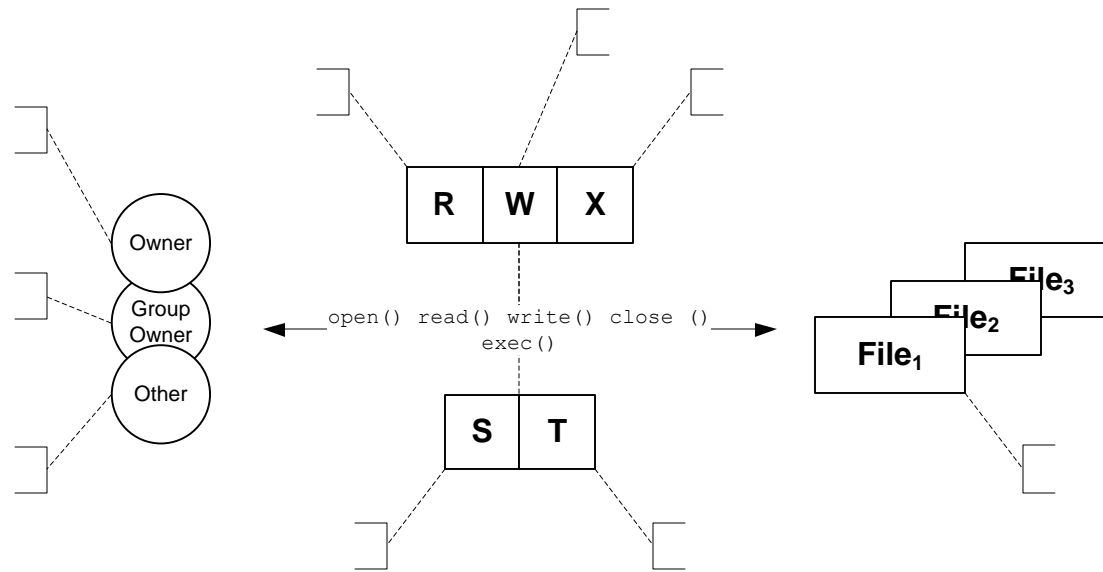 R W X
Owner
Group
Owner
Other
open() read() write() close ()
exec()
File₃
File₂
File₁
S T